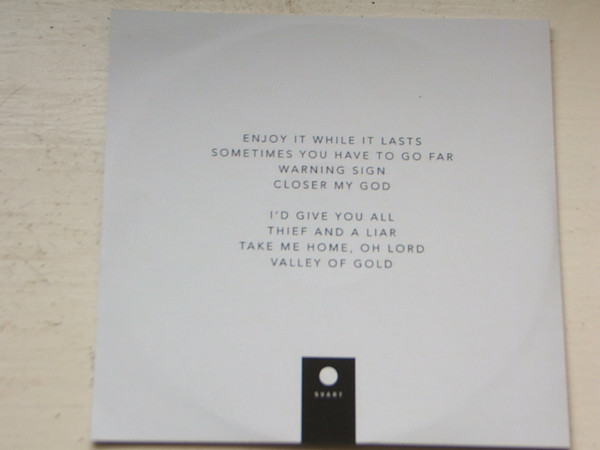 ENJOY IT WHILE IT LASTS
SOMETIMES YOU HAVE TO GO FAR
WARNING SIGN
CLOSER MY GOD
I'D GIVE YOU ALL
THIEF AND A LIAR
TAKE ME HOME, OH LORD
VALLEY OF GOLD
SVART